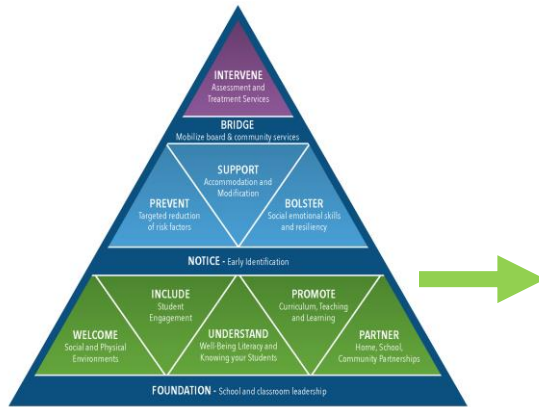 INTERVENE
Assessment and
Treatment Services
BRIDGE
Mobilize board & community services
SUPPORT
Accommodation and
Modification
PREVENT
Targeted reduction
of risk factors
BOLSTER
Social emotional skills
and resiliency
NOTICE - Early Identification
INCLUDE
Student
Engagement
PROMOTE
Curriculum, Teaching
and Learning
WELCOME
Social and Physical
Environments
UNDERSTAND
Well-Being Literacy and
Knowing your Students
PARTNER
Home, School,
Community Partnerships
FOUNDATION - School and classroom leadership